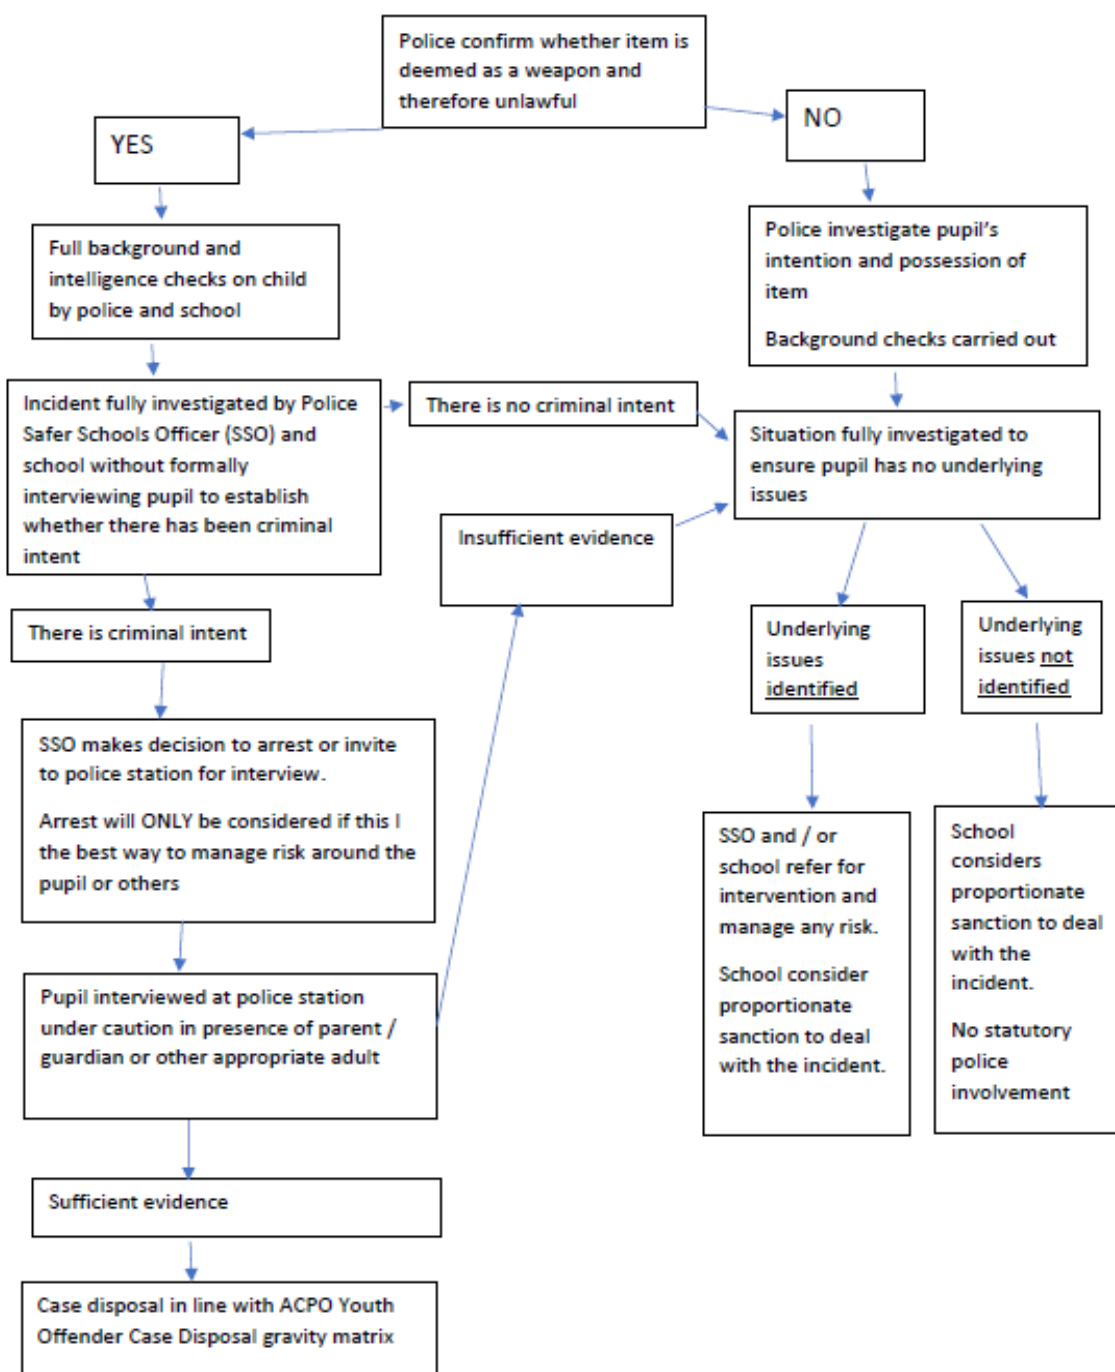 Police confirm whether item is
deemed as a weapon and
therefore unlawful
YES
NO
Full background and
intelligence checks on child
by police and school
Police investigate pupil's
intention and possession of
item
Background checks carried out
Incident fully investigated by Police
Safer Schools Officer (SSO) and
school without formally
interviewing pupil to establish
whether there has been criminal
intent
There is no criminal intent
Situation fully investigated to
ensure pupil has no underlying
issues
Insufficient evidence
There is criminal intent
Underlying
issues
identified
Underlying
issues not
identified
SSO makes decision to arrest or invite
to police station for interview.
Arrest will ONLY be considered if this I
the best way to manage risk around the
pupil or others
SSO and / or
school refer for
intervention and
manage any risk.
School consider
proportionate
sanction to deal
with the incident.
School
considers
proportionate
sanction to deal
with the
incident.
No statutory
police
involvement
Pupil interviewed at police station
under caution in presence of parent /
guardian or other appropriate adult
Sufficient evidence
Case disposal in line with ACPO Youth
Offender Case Disposal gravity matrix